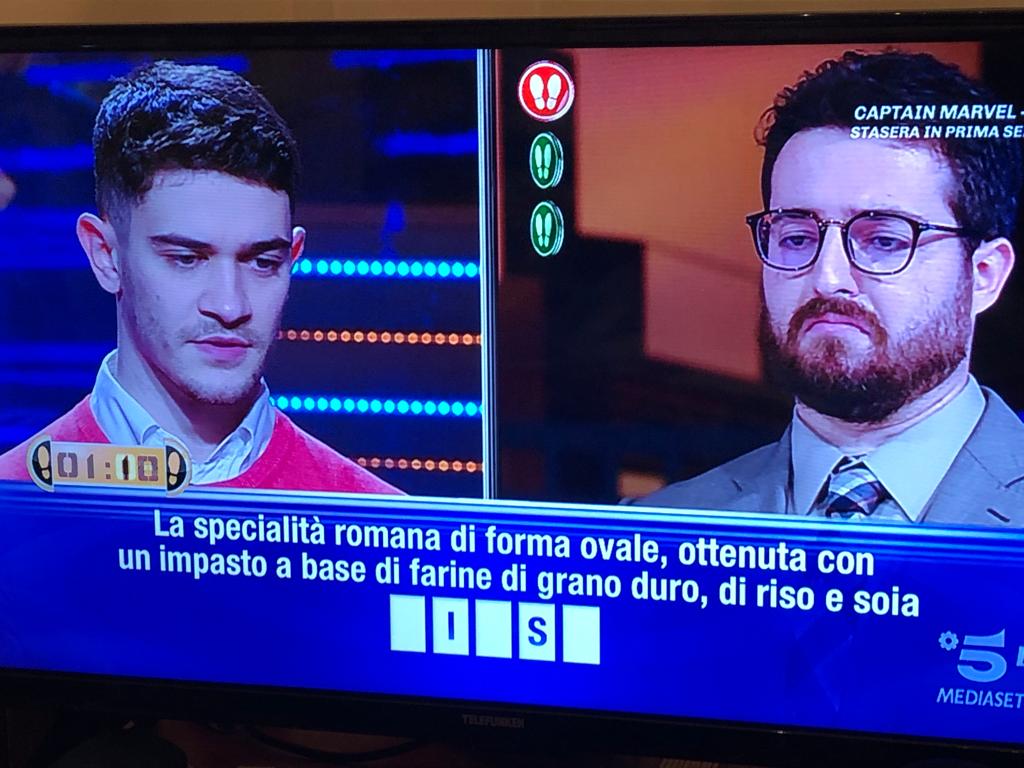 CAPTAIN MARVEL -
STASERA IN PRIMA SE
01:10
La specialità romana di forma ovale, ottenuta con
un impasto a base di farine di grano duro, di riso e soia
I S
5
MEDIASET
TELEFUNKEN